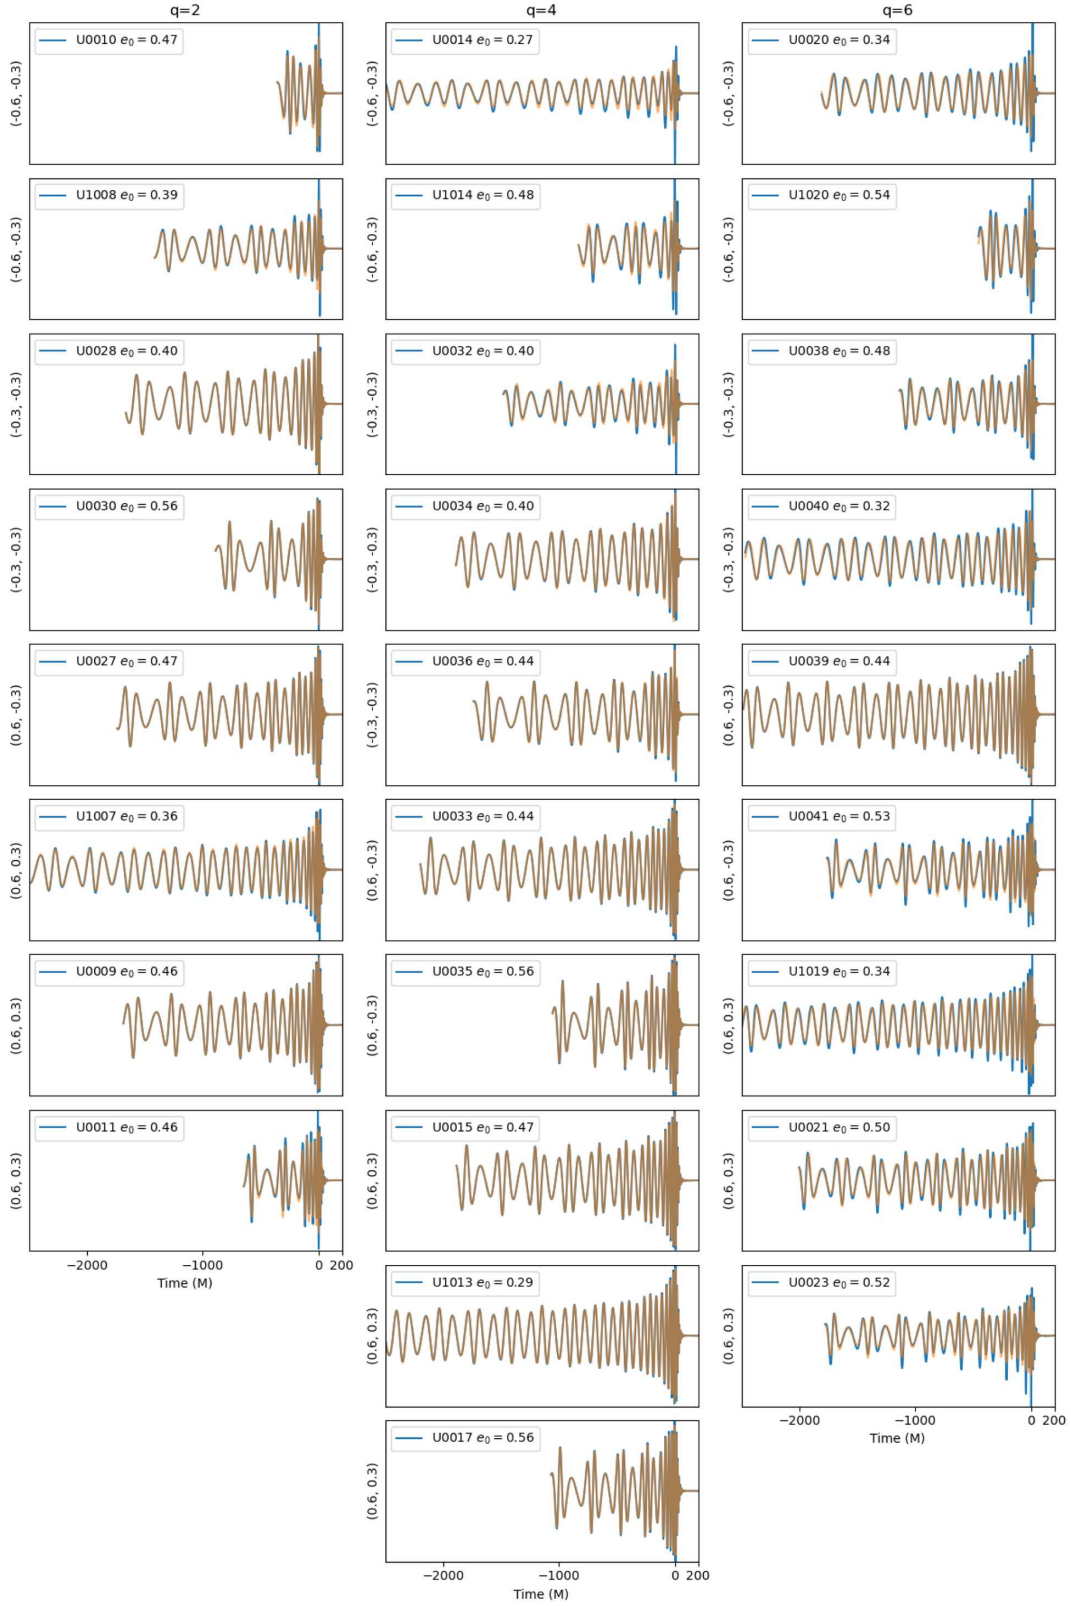 q=2
q=4
q=6
(-0.6, -0.3)
U0010 e₀ = 0.47
(-0.6, -0.3)
U0014 e₀ = 0.27
(-0.6, -0.3)
U0020 e₀ = 0.34
(-0.6, -0.3)
U1008 e₀ = 0.39
(-0.6, -0.3)
U1014 e₀ = 0.48
(-0.6, -0.3)
U1020 e₀ = 0.54
(-0.3, -0.3)
U0028 e₀ = 0.40
(-0.3, -0.3)
U0032 e₀ = 0.40
(-0.3, -0.3)
U0038 e₀ = 0.48
(-0.3, -0.3)
U0030 e₀ = 0.56
(-0.3, -0.3)
U0034 e₀ = 0.40
(-0.3, -0.3)
U0040 e₀ = 0.32
(0.6, -0.3)
U0027 e₀ = 0.47
(-0.3, -0.3)
U0036 e₀ = 0.44
(0.6, -0.3)
U0039 e₀ = 0.44
(0.6, 0.3)
U1007 e₀ = 0.36
(0.6, -0.3)
U0033 e₀ = 0.44
(0.6, -0.3)
U0041 e₀ = 0.53
(0.6, 0.3)
U0009 e₀ = 0.46
(0.6, -0.3)
U0035 e₀ = 0.56
(0.6, 0.3)
U1019 e₀ = 0.34
(0.6, 0.3)
U0011 e₀ = 0.46
−2000 −1000 0 200
Time (M)
(0.6, 0.3)
U0015 e₀ = 0.47
(0.6, 0.3)
U0021 e₀ = 0.50
(0.6, 0.3)
U1013 e₀ = 0.29
(0.6, 0.3)
U0023 e₀ = 0.52
−2000 −1000 0 200
Time (M)
(0.6, 0.3)
U0017 e₀ = 0.56
−2000 −1000 0 200
Time (M)